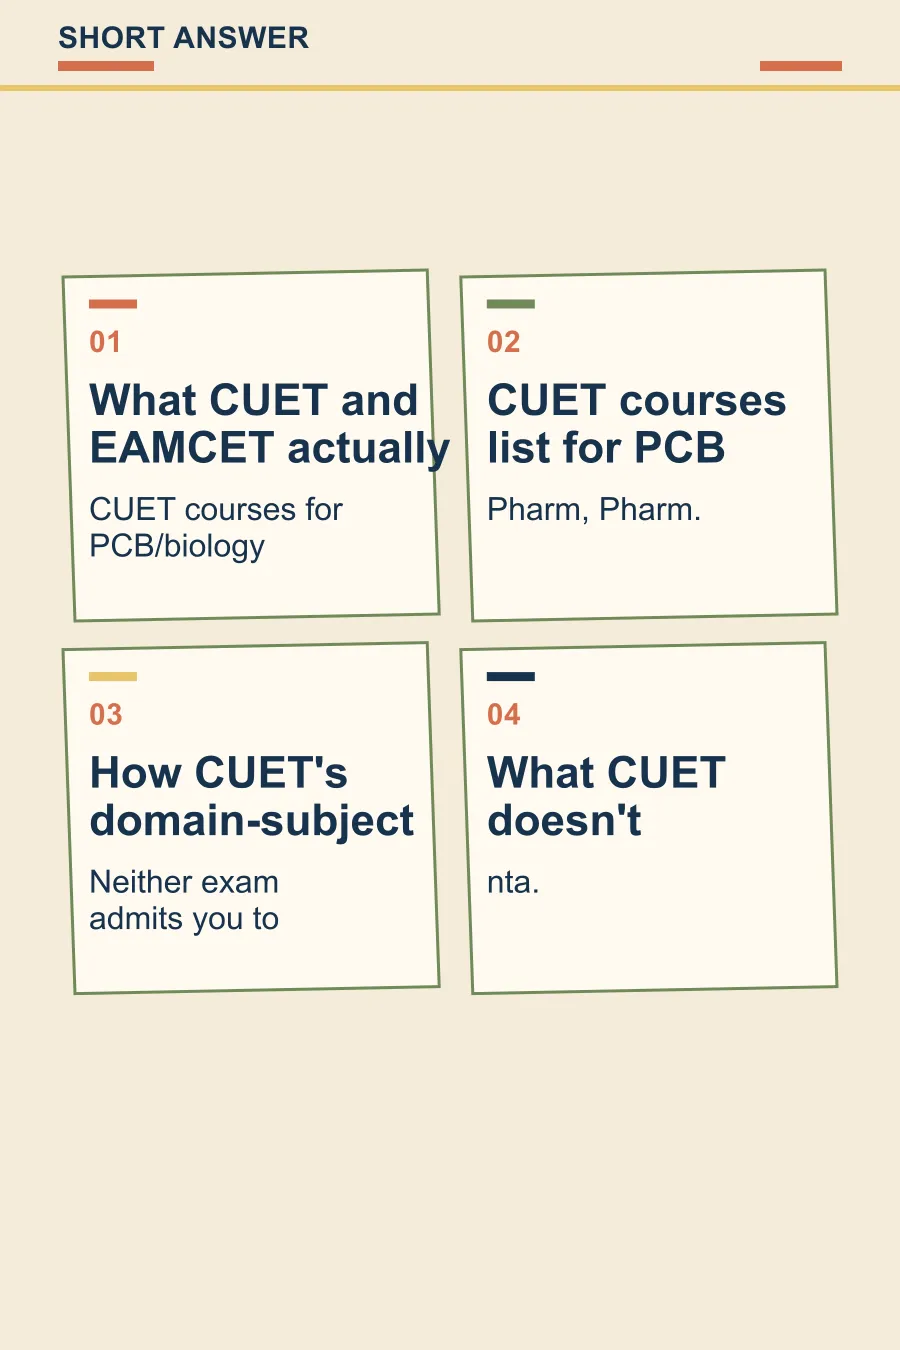 SHORT ANSWER
01
What CUET and
EAMCET actually
CUET courses for
PCB/biology
02
CUET courses
list for PCB
Pharm, Pharm.
03
How CUET's
domain-subject
Neither exam
admits you to
04
What CUET
doesn't
nta.